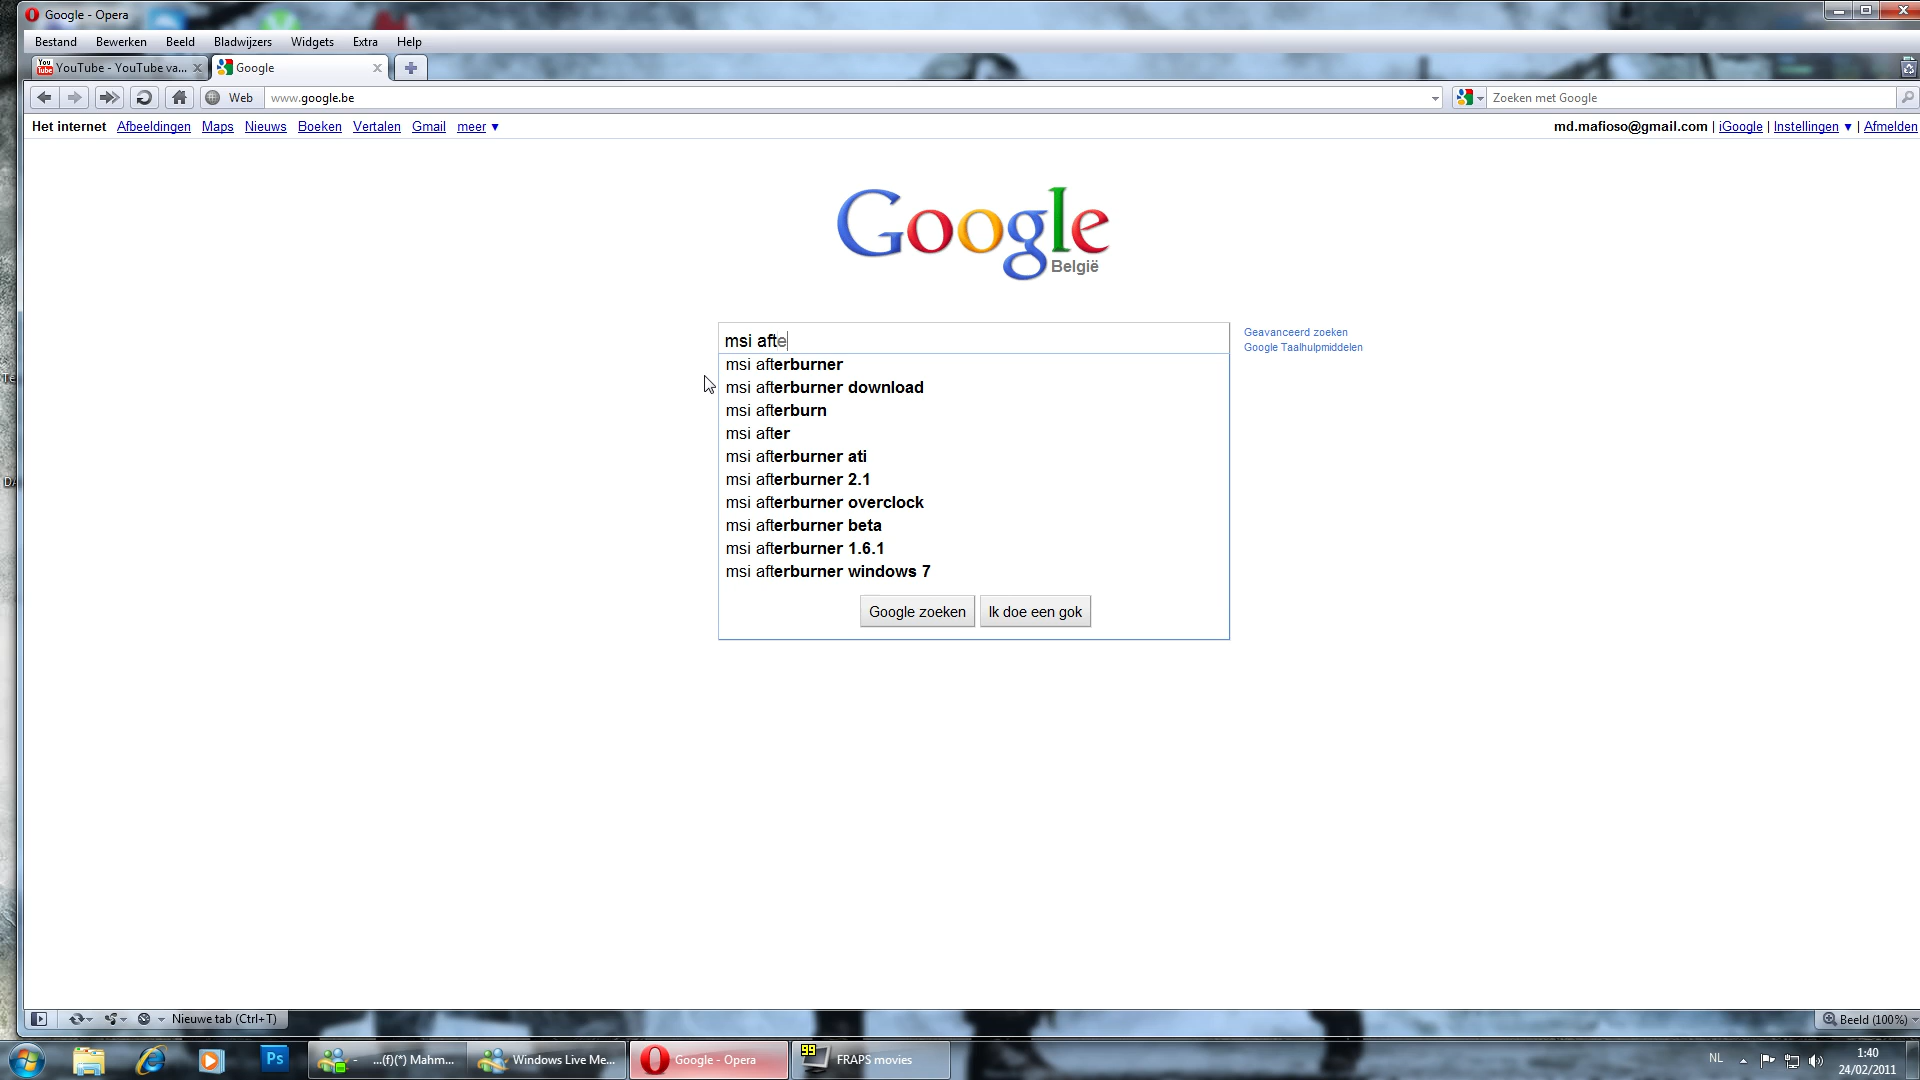 Google - Opera
Bestand Bewerken Beeld Bladwijzers Widgets Extra Help
YouTube - YouTube va... Google
Web www.google.be Zoeken met Google
Het internet Afbeeldingen Maps Nieuws Boeken Vertalen Gmail meer ▼ md.mafioso@gmail.com | iGoogle | Instellingen ▼ | Afmelden
Google
België
msi afte
Geavanceerd zoeken
Google Taalhulpmiddelen
msi afterburner
msi afterburner download
msi afterburn
msi after
msi afterburner ati
msi afterburner 2.1
msi afterburner overclock
msi afterburner beta
msi afterburner 1.6.1
msi afterburner windows 7
Google zoeken Ik doe een gok
Nieuwe tab (Ctrl+T) Beeld (100%)
Ps - ...(f)(*) Mahm... Windows Live Me... Google - Opera 99 FRAPS movies NL 1:40
24/02/2011